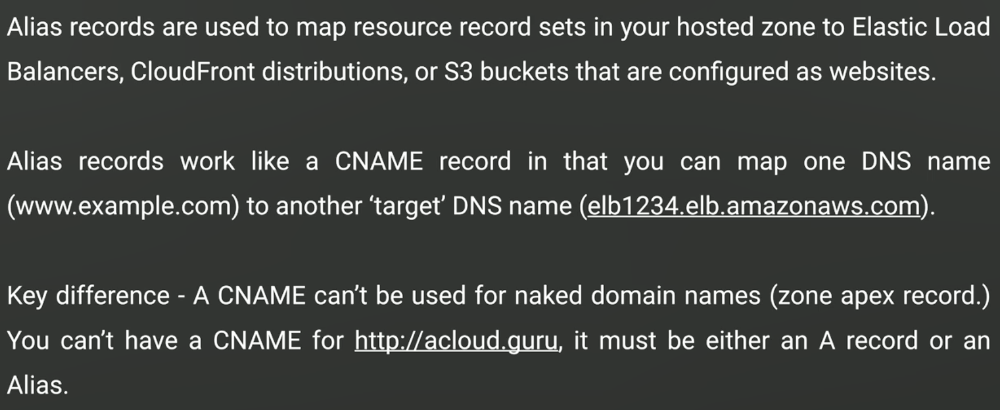 Alias records are used to map resource record sets in your hosted zone to Elastic Load
Balancers, CloudFront distributions, or S3 buckets that are configured as websites.
Alias records work like a CNAME record in that you can map one DNS name
(www.example.com) to another ‘target’ DNS name (elb1234.elb.amazonaws.com).
Key difference - A CNAME can’t be used for naked domain names (zone apex record.)
You can’t have a CNAME for http://acloud.guru, it must be either an A record or an
Alias.